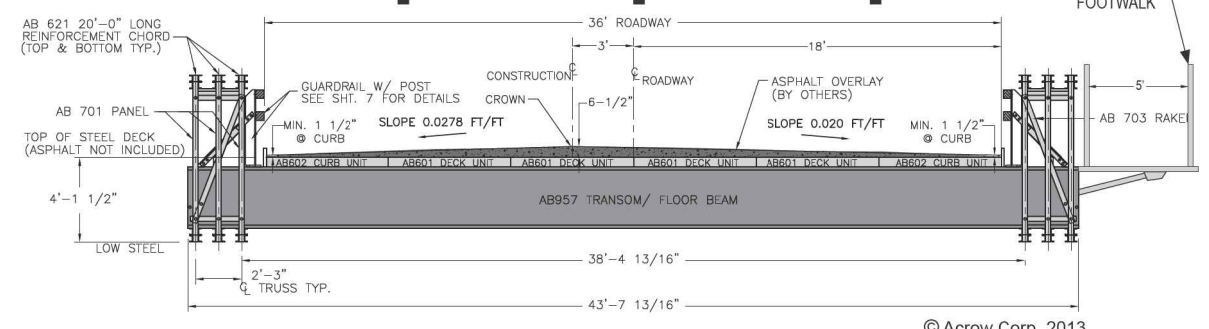 FOOTWALK
36' ROADWAY
AB 621 20'-0" LONG
REINFORCEMENT CHORD
(TOP & BOTTOM TYP.)
3'
18'
CONSTRUCTION
℄
℄ ROADWAY
GUARDRAIL W/ POST
SEE SHT. 7 FOR DETAILS
CROWN
6-1/2"
ASPHALT OVERLAY
(BY OTHERS)
5'
AB 701 PANEL
MIN. 1 1/2"
@ CURB
SLOPE 0.0278 FT/FT
SLOPE 0.020 FT/FT
MIN. 1 1/2"
@ CURB
AB 703 RAKE
TOP OF STEEL DECK
(ASPHALT NOT INCLUDED)
AB602 CURB UNIT
AB601 DECK UNIT
AB601 DECK UNIT
AB601 DECK UNIT
AB601 DECK UNIT
AB602 CURB UNIT
4'-1 1/2"
AB957 TRANSOM/ FLOOR BEAM
LOW STEEL
38'-4 13/16"
2'-3"
℄ TRUSS TYP.
43'-7 13/16"
© Acrow Corp. 2013